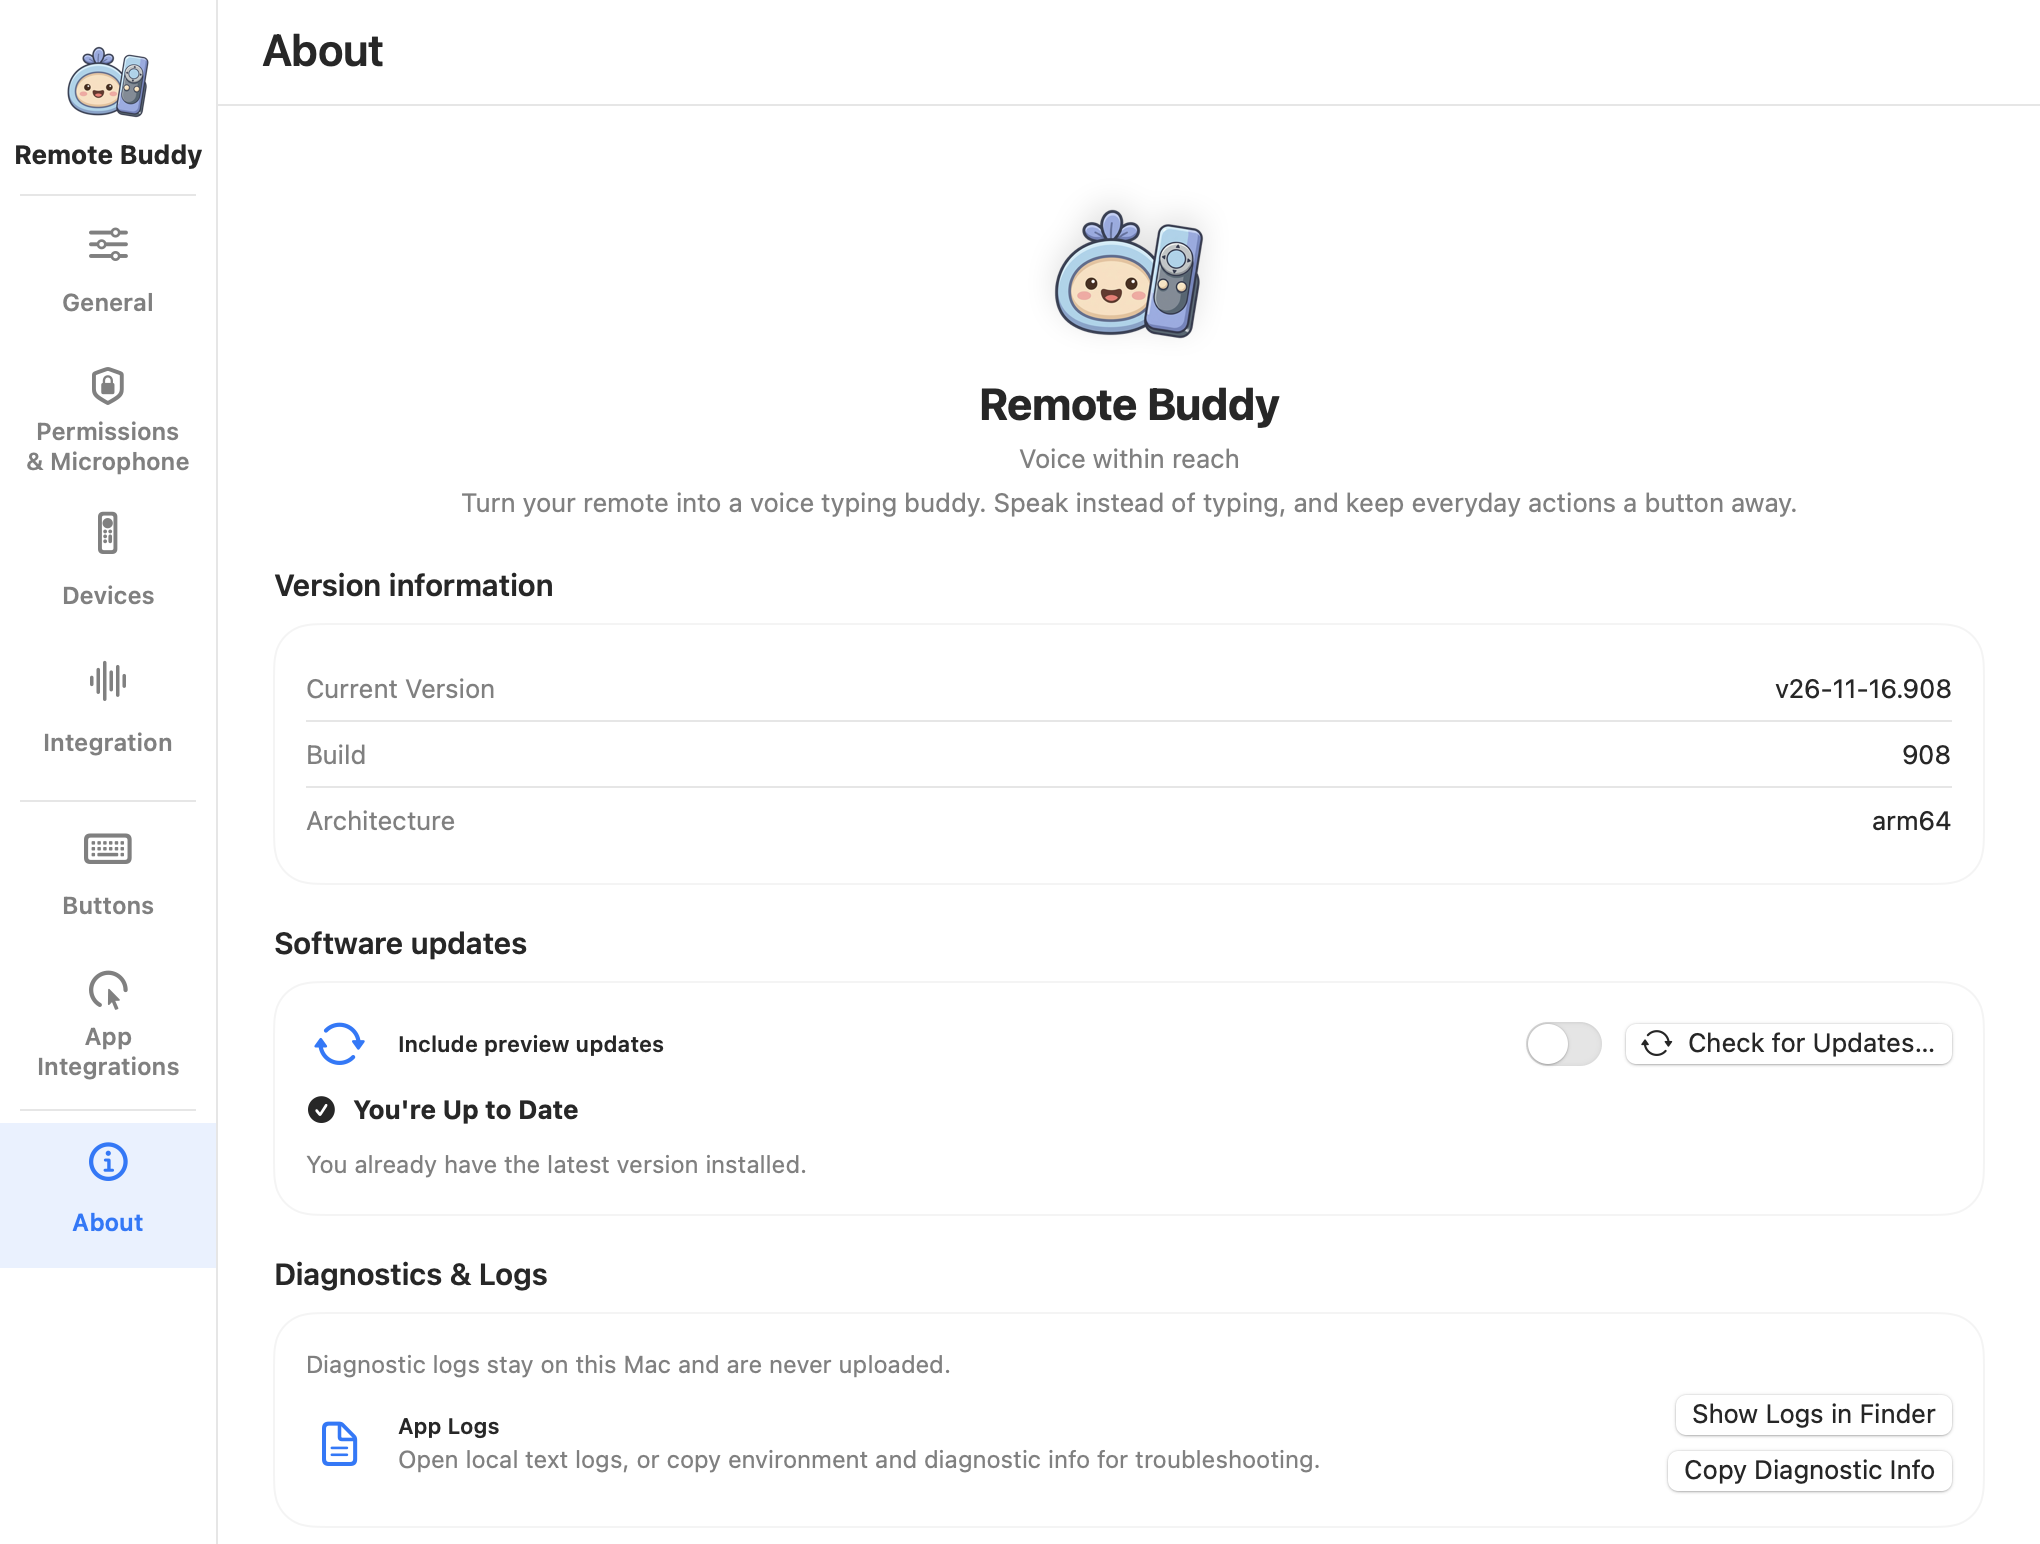 Remote Buddy
General
Permissions
& Microphone
Devices
Integration
Buttons
App
Integrations
About
About
Remote Buddy
Voice within reach
Turn your remote into a voice typing buddy. Speak instead of typing, and keep everyday actions a button away.
Version information
Current Version v26-11-16.908
Build 908
Architecture arm64
Software updates
Include preview updates Check for Updates...
You're Up to Date
You already have the latest version installed.
Diagnostics & Logs
Diagnostic logs stay on this Mac and are never uploaded.
App Logs
Open local text logs, or copy environment and diagnostic info for troubleshooting.
Show Logs in Finder
Copy Diagnostic Info